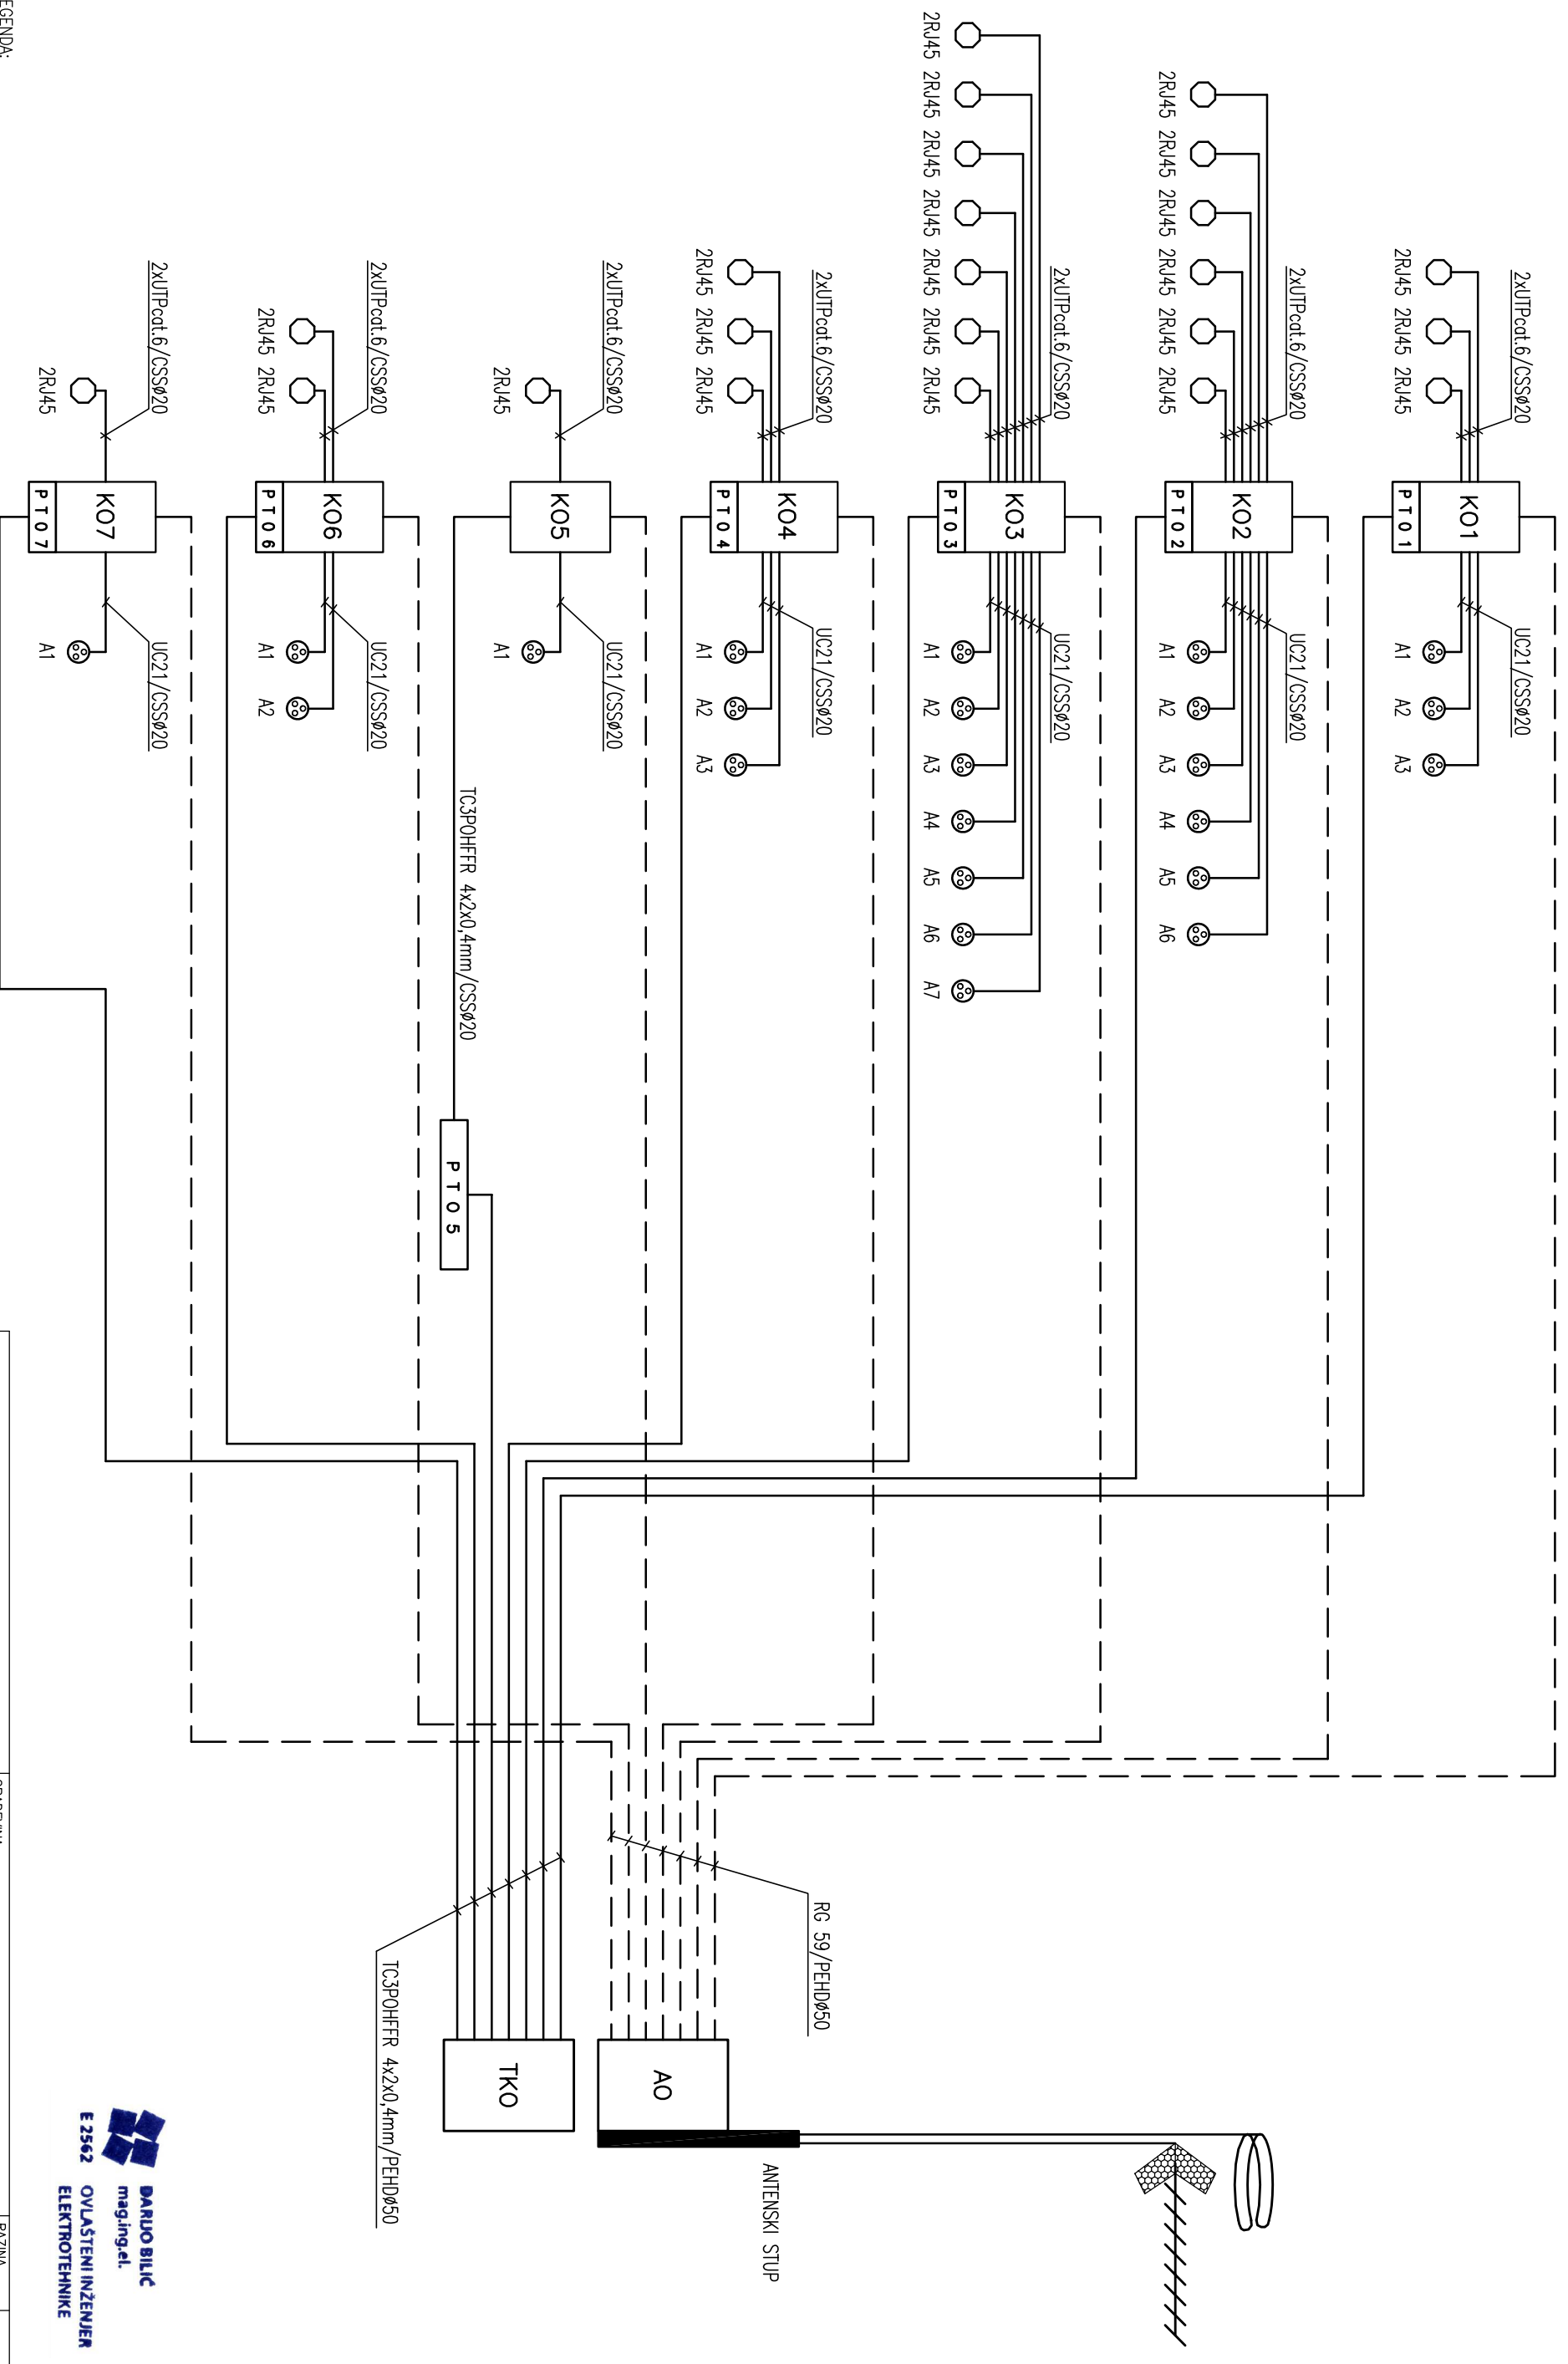 2xUTPcat.6/CSSø20
2RJ45 2RJ45 2RJ45
KO1
PTO1
UC21/CSSø20
A1 A2 A3
2xUTPcat.6/CSSø20
2RJ45 2RJ45 2RJ45 2RJ45 2RJ45 2RJ45
KO2
PTO2
UC21/CSSø20
A1 A2 A3 A4 A5 A6
2xUTPcat.6/CSSø20
2RJ45 2RJ45 2RJ45 2RJ45 2RJ45 2RJ45 2RJ45
KO3
PTO3
UC21/CSSø20
A1 A2 A3 A4 A5 A6 A7
2xUTPcat.6/CSSø20
2RJ45 2RJ45 2RJ45
KO4
PTO4
UC21/CSSø20
A1 A2 A3
2xUTPcat.6/CSSø20
2RJ45
KO5
UC21/CSSø20
A1
TC3POHFFR 4x2x0,4mm/CSSø20
PTO5
2xUTPcat.6/CSSø20
2RJ45 2RJ45
KO6
PTO6
UC21/CSSø20
A1 A2
2xUTPcat.6/CSSø20
2RJ45
KO7
PTO7
UC21/CSSø20
A1
RG 59/PEHDø50
AO
ANTENSKI STUP
TKO
TC3POHFFR 4x2x0,4mm/PEHDø50
DARIJO BILIĆ
mag.ing.el.
E 2562 OVLAŠTENI INŽENJER
ELEKTROTEHNIKE
EGENDA: